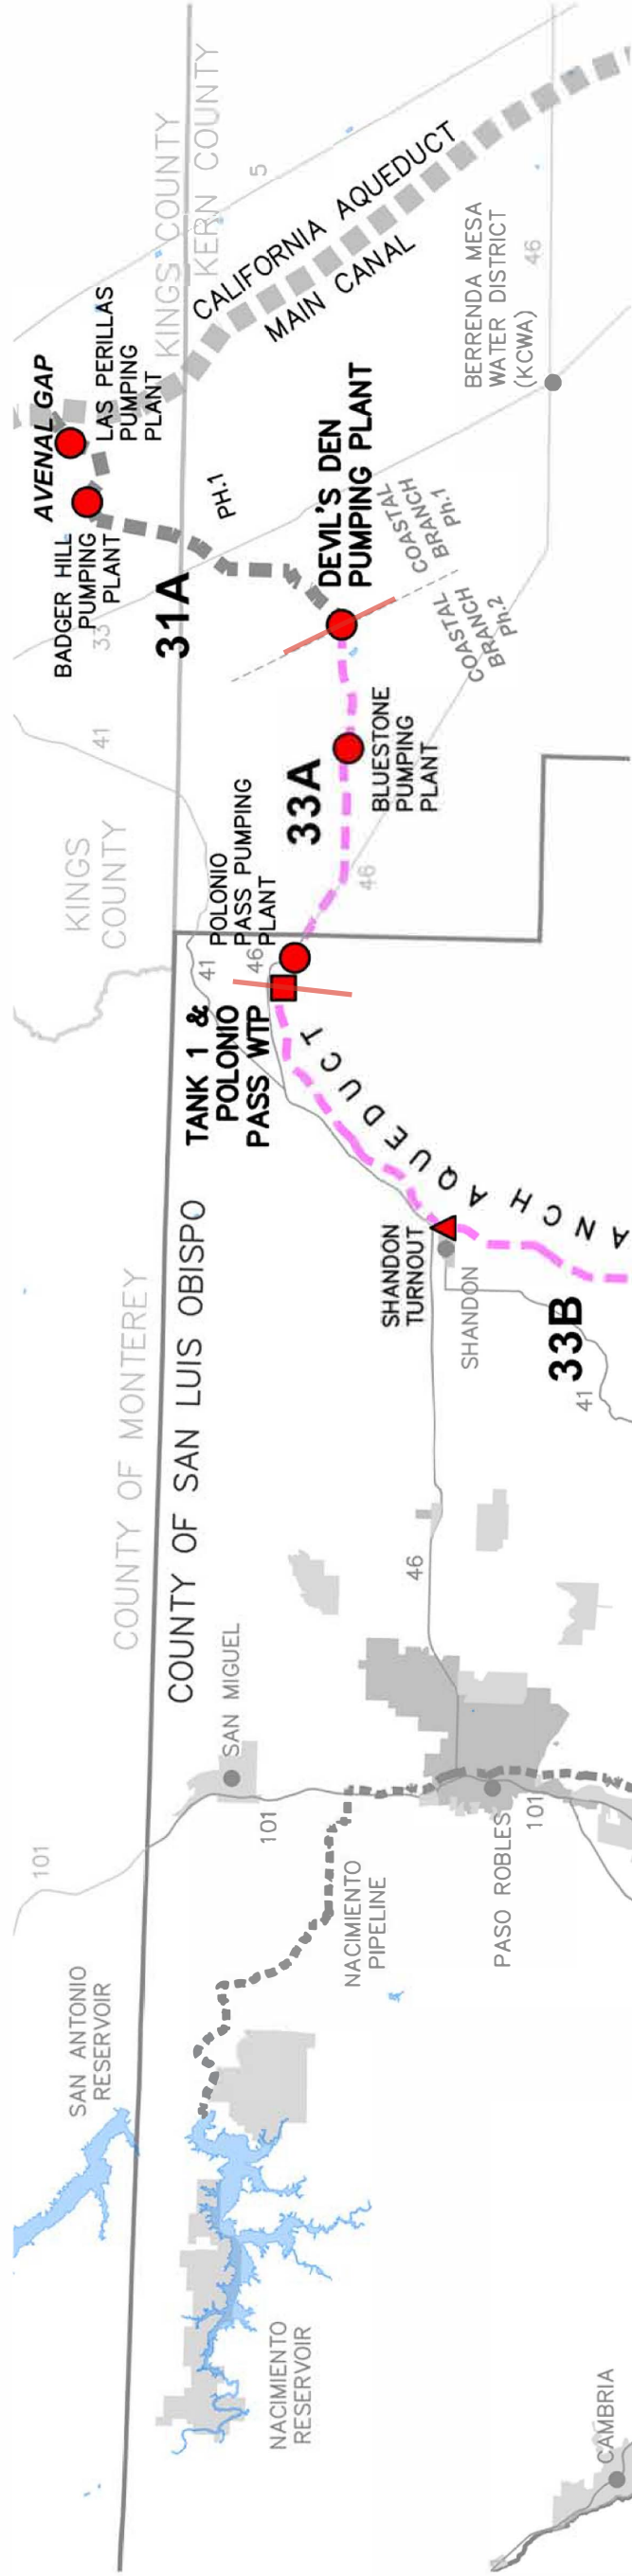 KINGS COUNTY
KERN COUNTY
5
CALIFORNIA AQUEDUCT
MAIN CANAL
BERRENDA MESA
WATER DISTRICT
(KCWA)
46
AVENAL GAP
LAS PERILLAS
PUMPING
PLANT
BADGER HILL
PUMPING
PLANT
33
31A
PH.1
DEVIL'S DEN
PUMPING PLANT
COASTAL
BRANCH
Ph.1
COASTAL
BRANCH
Ph.2
41
KINGS
COUNTY
33A
BLUESTONE
PUMPING
PLANT
46
POLONIO
PASS PUMPING
PLANT
41
46
TANK 1 &
POLONIO
PASS WTP
ANCH AQUEDUCT
SHANDON
TURNOUT
SHANDON
33B
41
COUNTY OF MONTEREY
COUNTY OF SAN LUIS OBISPO
46
SAN MIGUEL
101
101
PASO ROBLES
101
NACIMIENTO
PIPELINE
SAN ANTONIO
RESERVOIR
NACIMIENTO
RESERVOIR
CAMBRIA